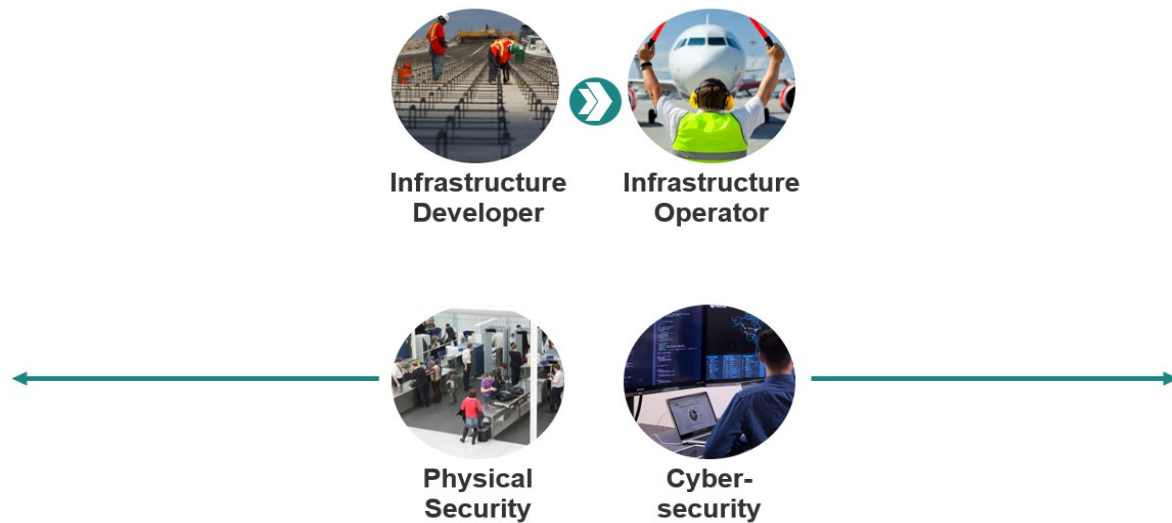 Infrastructure
Developer
Infrastructure
Operator
Physical
Security
Cyber-
security